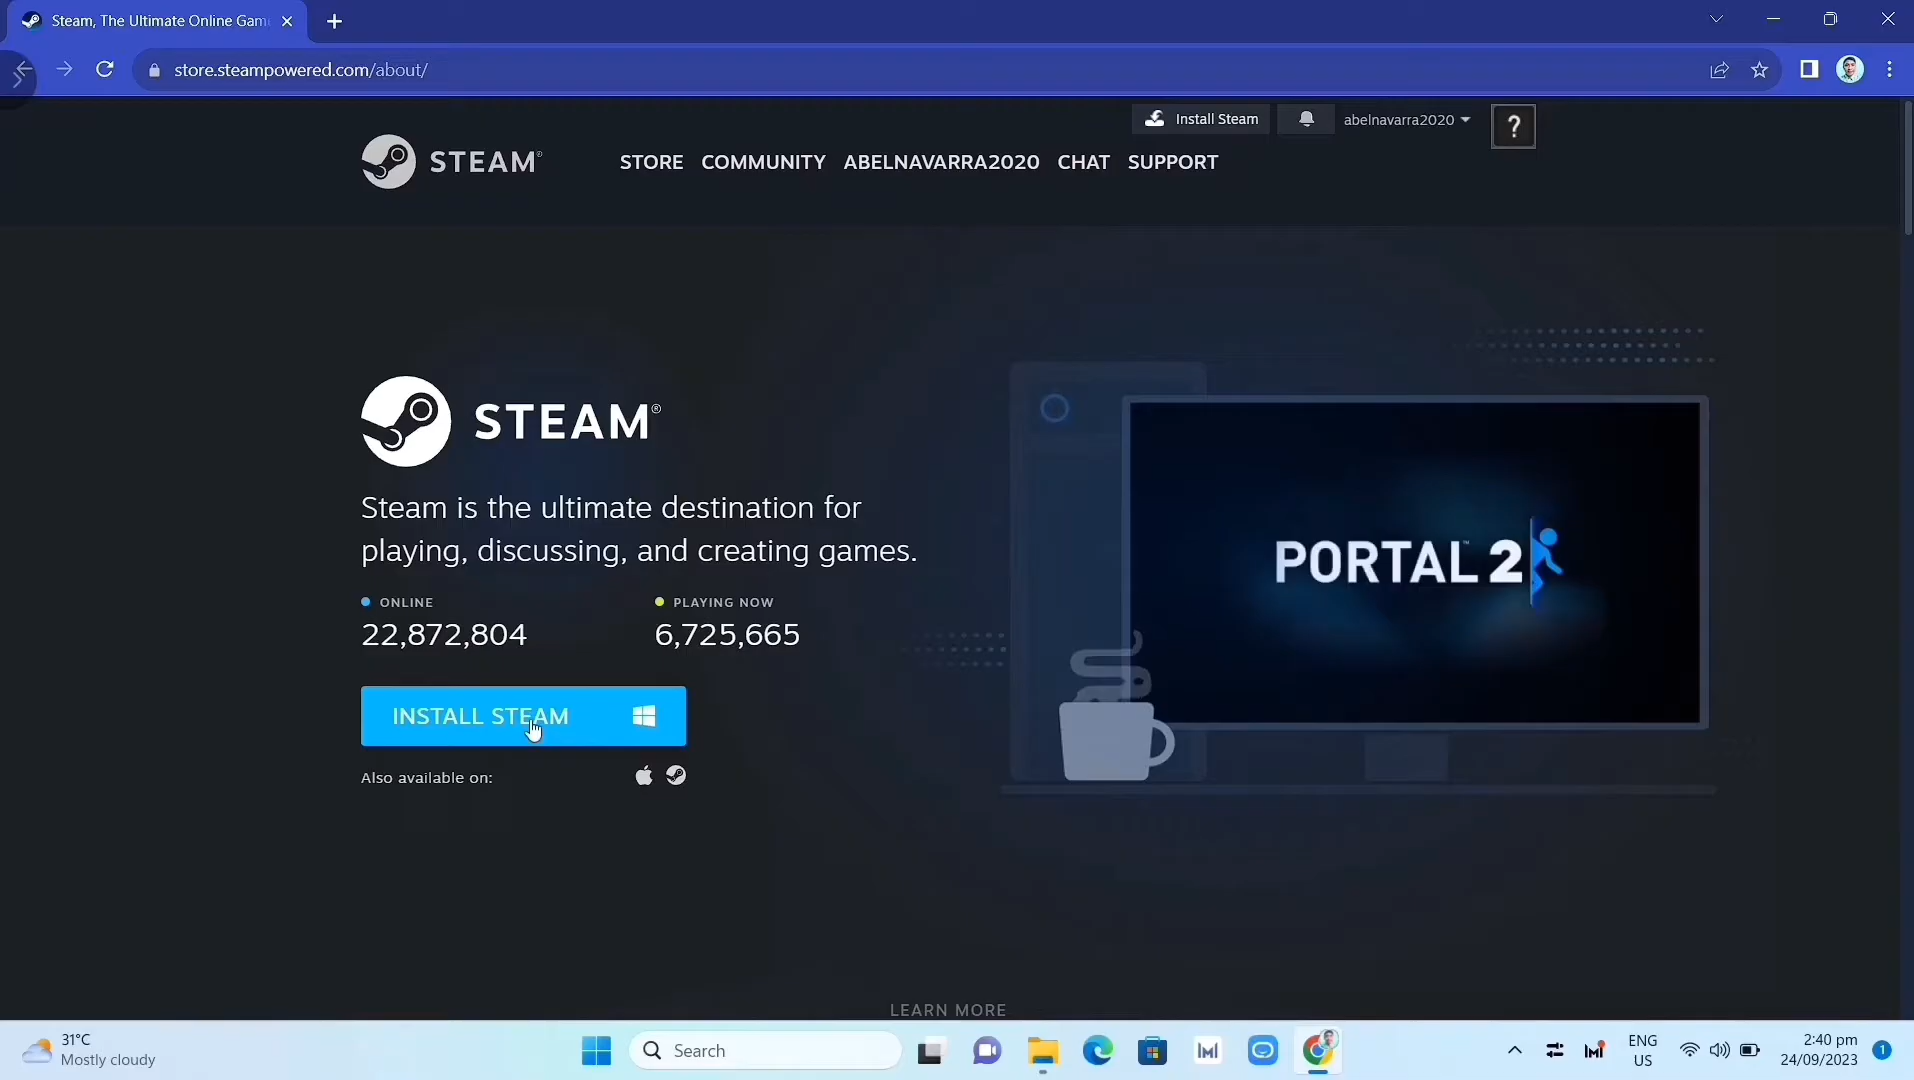 Steam, The Ultimate Online Gam
store.steampowered.com/about/
Install Steam
abelnavarra2020
?
STEAM®
STORE COMMUNITY ABELNAVARRA2020 CHAT SUPPORT
STEAM®
Steam is the ultimate destination for
playing, discussing, and creating games.
ONLINE
22,872,804
PLAYING NOW
6,725,665
INSTALL STEAM
Also available on:
PORTAL 2
LEARN MORE
31°C
Mostly cloudy
Search
ENG
US
2:40 pm
24/09/2023
1